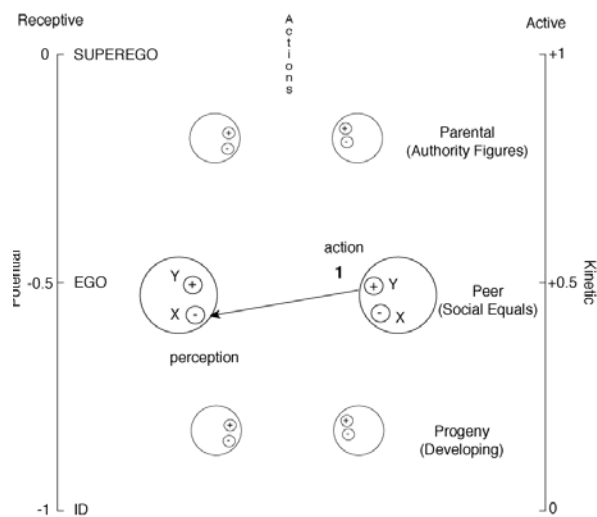 Receptive
Active
Actions
0 SUPEREGO
+1
+ +
- -
Parental
(Authority Figures)
action
1
Y + + Y
-0.5 EGO
+0.5
Potential
Kinetic
X - - X
Peer
(Social Equals)
perception
+ +
- -
Progeny
(Developing)
-1 ID
0